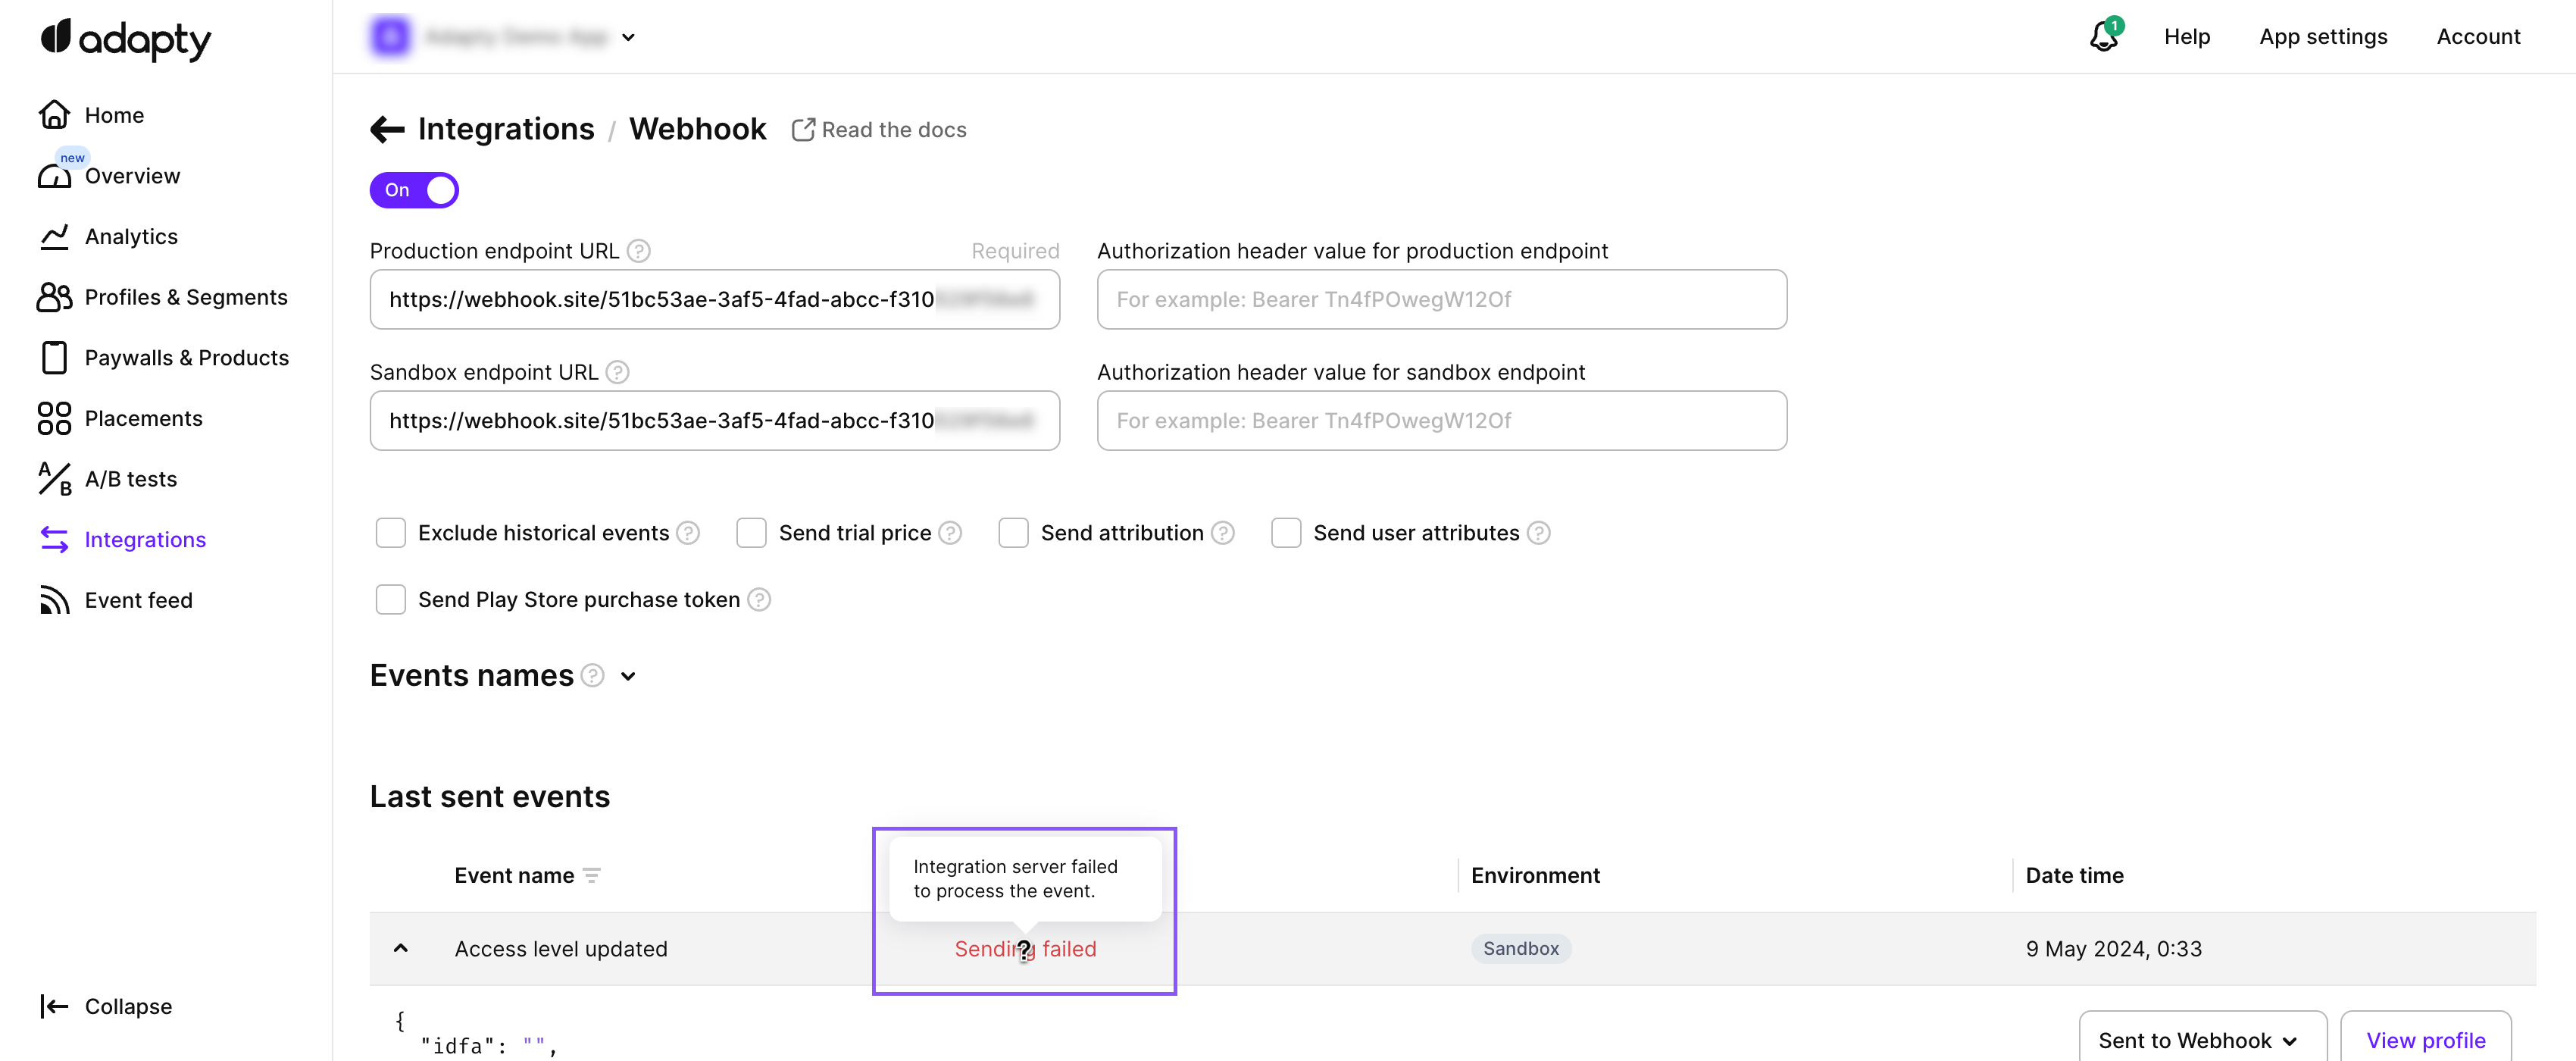 adapty
Home
new
Overview
Analytics
Profiles & Segments
Paywalls & Products
Placements
A/B tests
Integrations
Event feed
Collapse
1
Help
App settings
Account
Integrations / Webhook Read the docs
On
Production endpoint URL ? Required
https://webhook.site/51bc53ae-3af5-4fad-abcc-f310
Authorization header value for production endpoint
For example: Bearer Tn4fPOwegW12Of
Sandbox endpoint URL ?
https://webhook.site/51bc53ae-3af5-4fad-abcc-f310
Authorization header value for sandbox endpoint
For example: Bearer Tn4fPOwegW12Of
Exclude historical events ? Send trial price ? Send attribution ? Send user attributes ?
Send Play Store purchase token ?
Events names ?
Last sent events
Event name
Integration server failed
to process the event.
Environment
Date time
Access level updated
Sending failed
Sandbox
9 May 2024, 0:33
{
"idfa": "",
Sent to Webhook
View profile